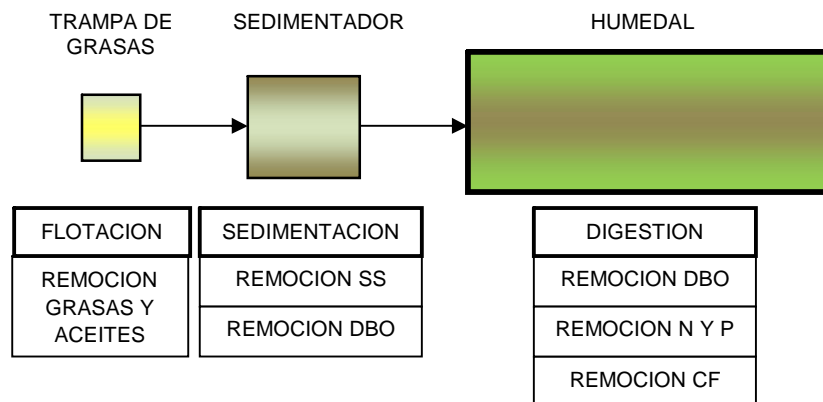 TRAMPA DE
GRASAS
SEDIMENTADOR
HUMEDAL
FLOTACION
REMOCION
GRASAS Y
ACEITES
SEDIMENTACION
REMOCION SS
REMOCION DBO
DIGESTION
REMOCION DBO
REMOCION N Y P
REMOCION CF